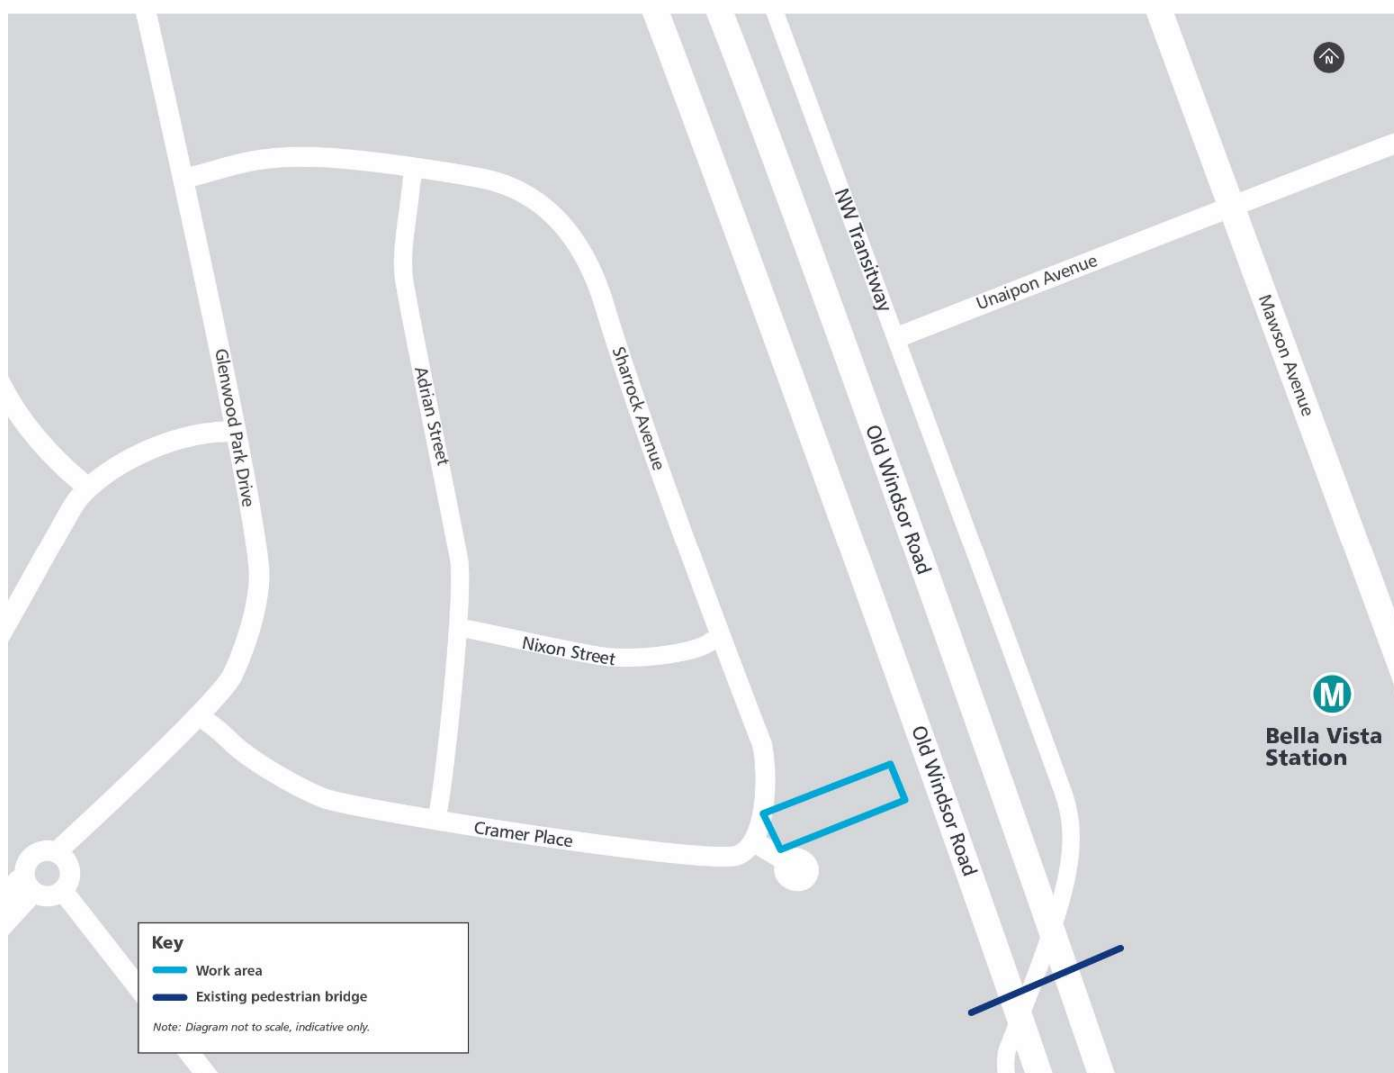 N
NW Transitway
Unaipon Avenue
Mawson Avenue
Glenwood Park Drive
Adrian Street
Sharrock Avenue
Old Windsor Road
Nixon Street
M
Bella Vista
Station
Old Windsor Road
Cramer Place
Key
Work area
Existing pedestrian bridge
Note: Diagram not to scale, indicative only.